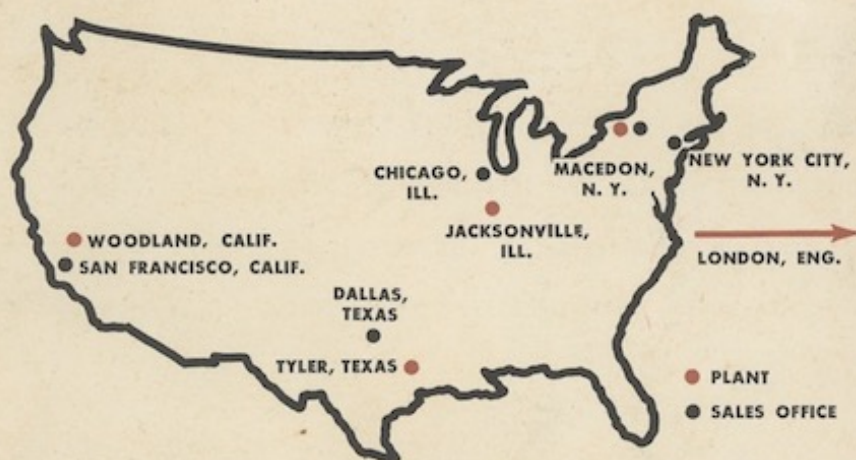 CHICAGO,
ILL.
MACEDON,
N. Y.
NEW YORK CITY,
N. Y.
JACKSONVILLE,
ILL.
WOODLAND, CALIF.
SAN FRANCISCO, CALIF.
LONDON, ENG.
DALLAS,
TEXAS
TYLER, TEXAS
PLANT
SALES OFFICE